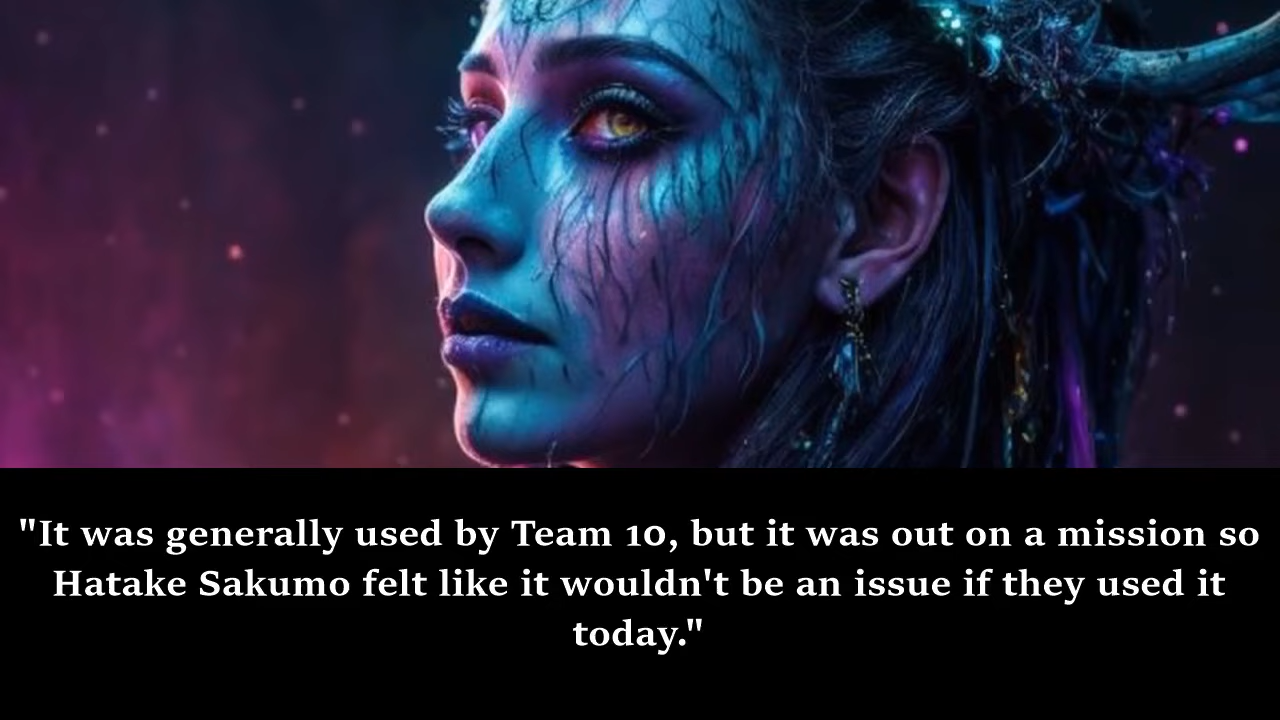 "It was generally used by Team 10, but it was out on a mission so
Hatake Sakumo felt like it wouldn't be an issue if they used it
today."